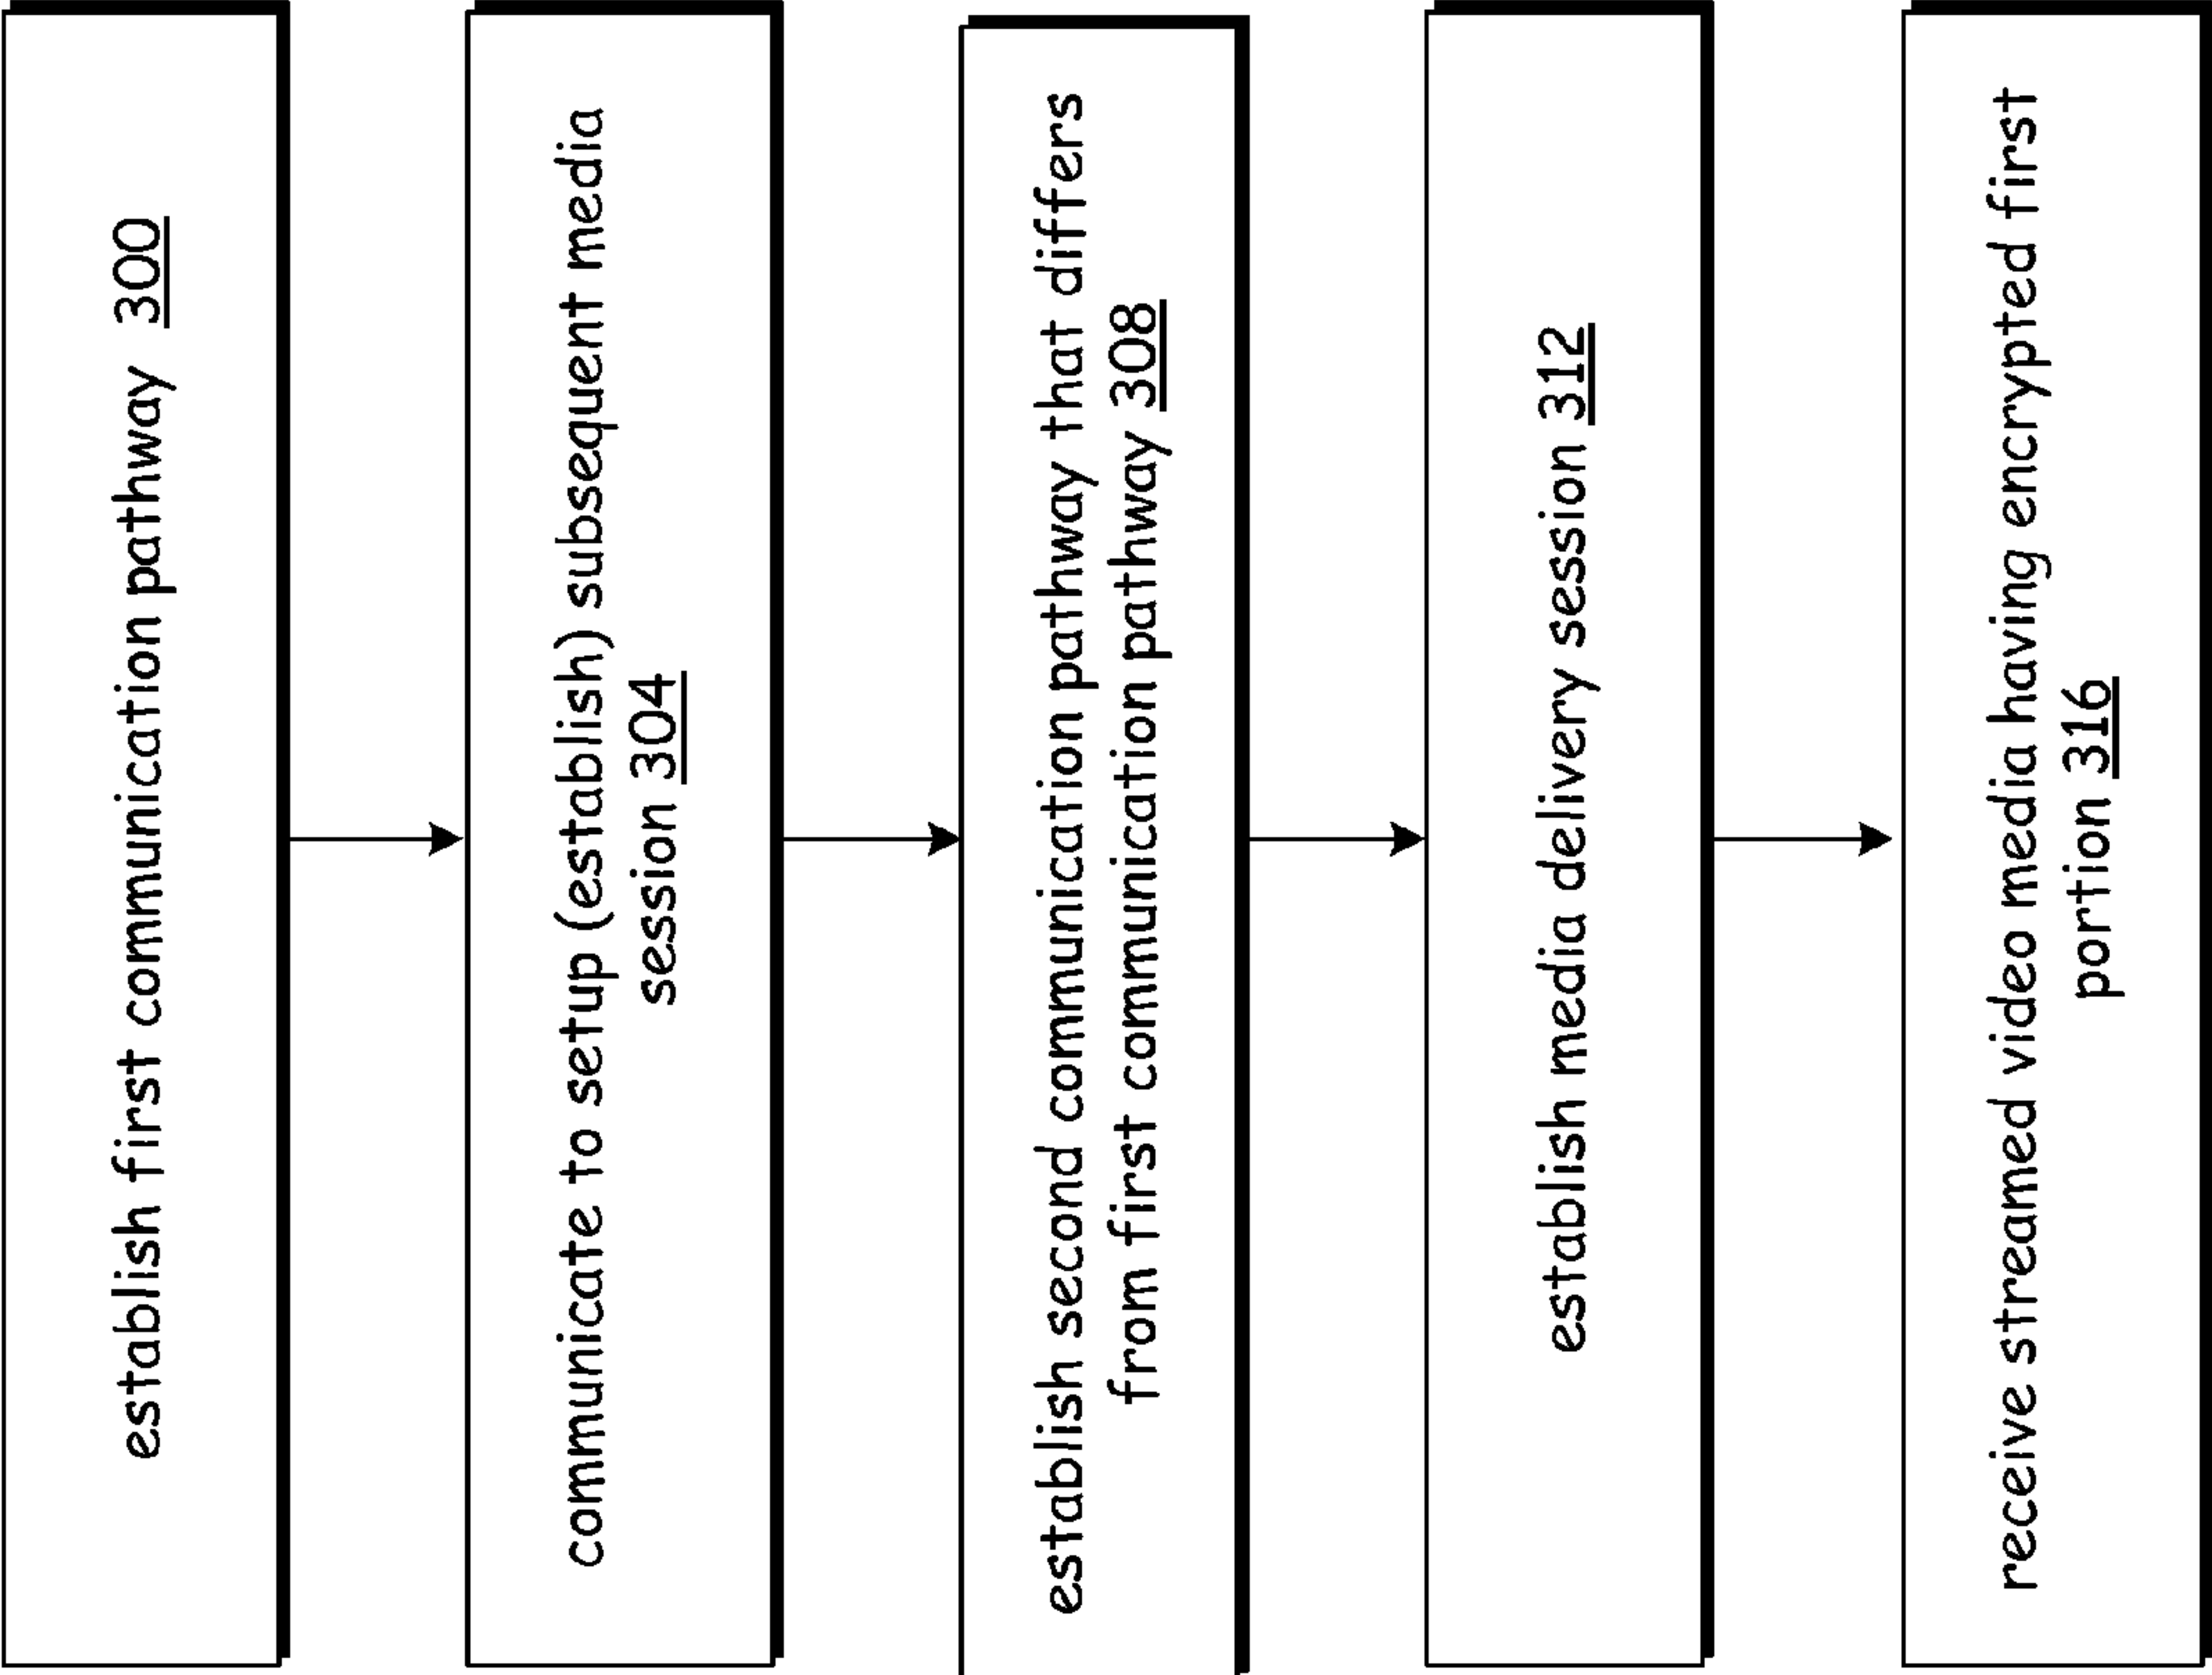 establish first communication pathway 300
communicate to setup (establish) subsequent media
session 304
establish second communication pathway that differs
from first communication pathway 308
establish media delivery session 312
receive streamed video media having encrypted first
portion 316